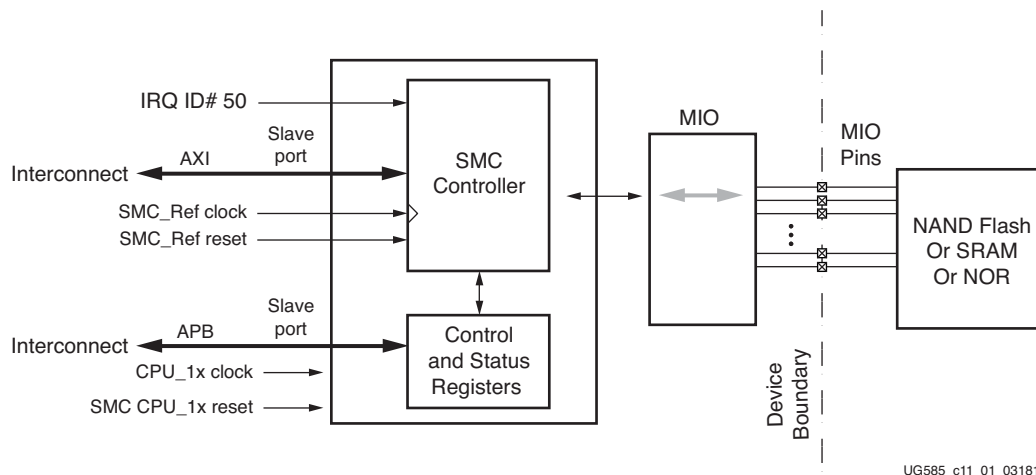 IRQ ID# 50
Slave
port
AXI
Interconnect
SMC_Ref clock
SMC_Ref reset
SMC
Controller
Slave
port
APB
Interconnect
CPU_1x clock
SMC CPU_1x reset
Control
and Status
Registers
MIO
MIO
Pins
NAND Flash
Or SRAM
Or NOR
Device
Boundary